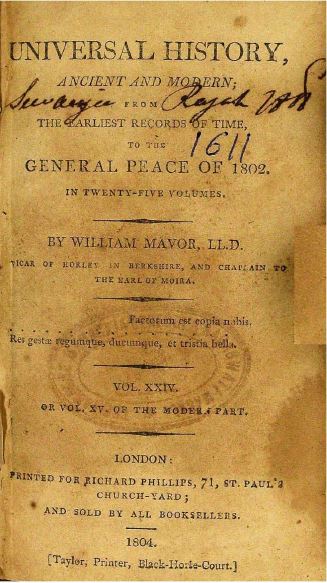 UNIVERSAL HISTORY,
ANCIENT AND MODERN;
FROM
THE EARLIEST RECORDS OF TIME,
TO THE
1611
GENERAL PEACE OF 1802.
IN TWENTY-FIVE VOLUMES.
BY WILLIAM MAVOR, LL.D.
VICAR OF HURLEY IN BERKSHIRE, AND CHAPLAIN TO
THE EARL OF MOIRA.
Factorum est copia nobis.
Res gestæ regumque, ducumque, et tristia bella.
VOL. XXIV.
OR VOL. XV. OF THE MODERN PART.
LONDON:
PRINTED FOR RICHARD PHILLIPS, 71, ST. PAUL'S
CHURCH-YARD;
AND SOLD BY ALL BOOKSELLERS.
1804.
[Taylor, Printer, Black-Horse-Court.]